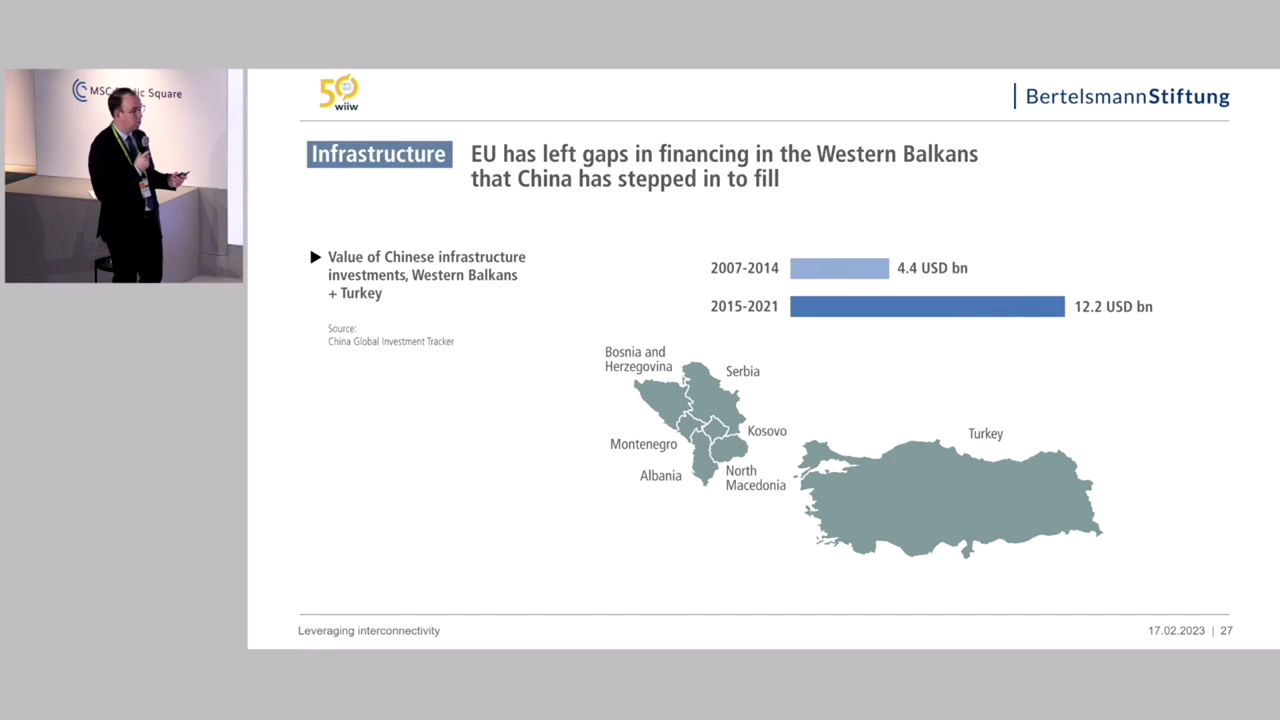 MSC
Square
50
wiiw
BertelsmannStiftung
Infrastructure
EU has left gaps in financing in the Western Balkans
that China has stepped in to fill
Value of Chinese infrastructure
investments, Western Balkans
+ Turkey
Source:
China Global Investment Tracker
2007-2014
4.4 USD bn
2015-2021
12.2 USD bn
Bosnia and
Herzegovina
Serbia
Kosovo
Montenegro
Albania
North
Macedonia
Turkey
Leveraging interconnectivity
17.02.2023 | 27